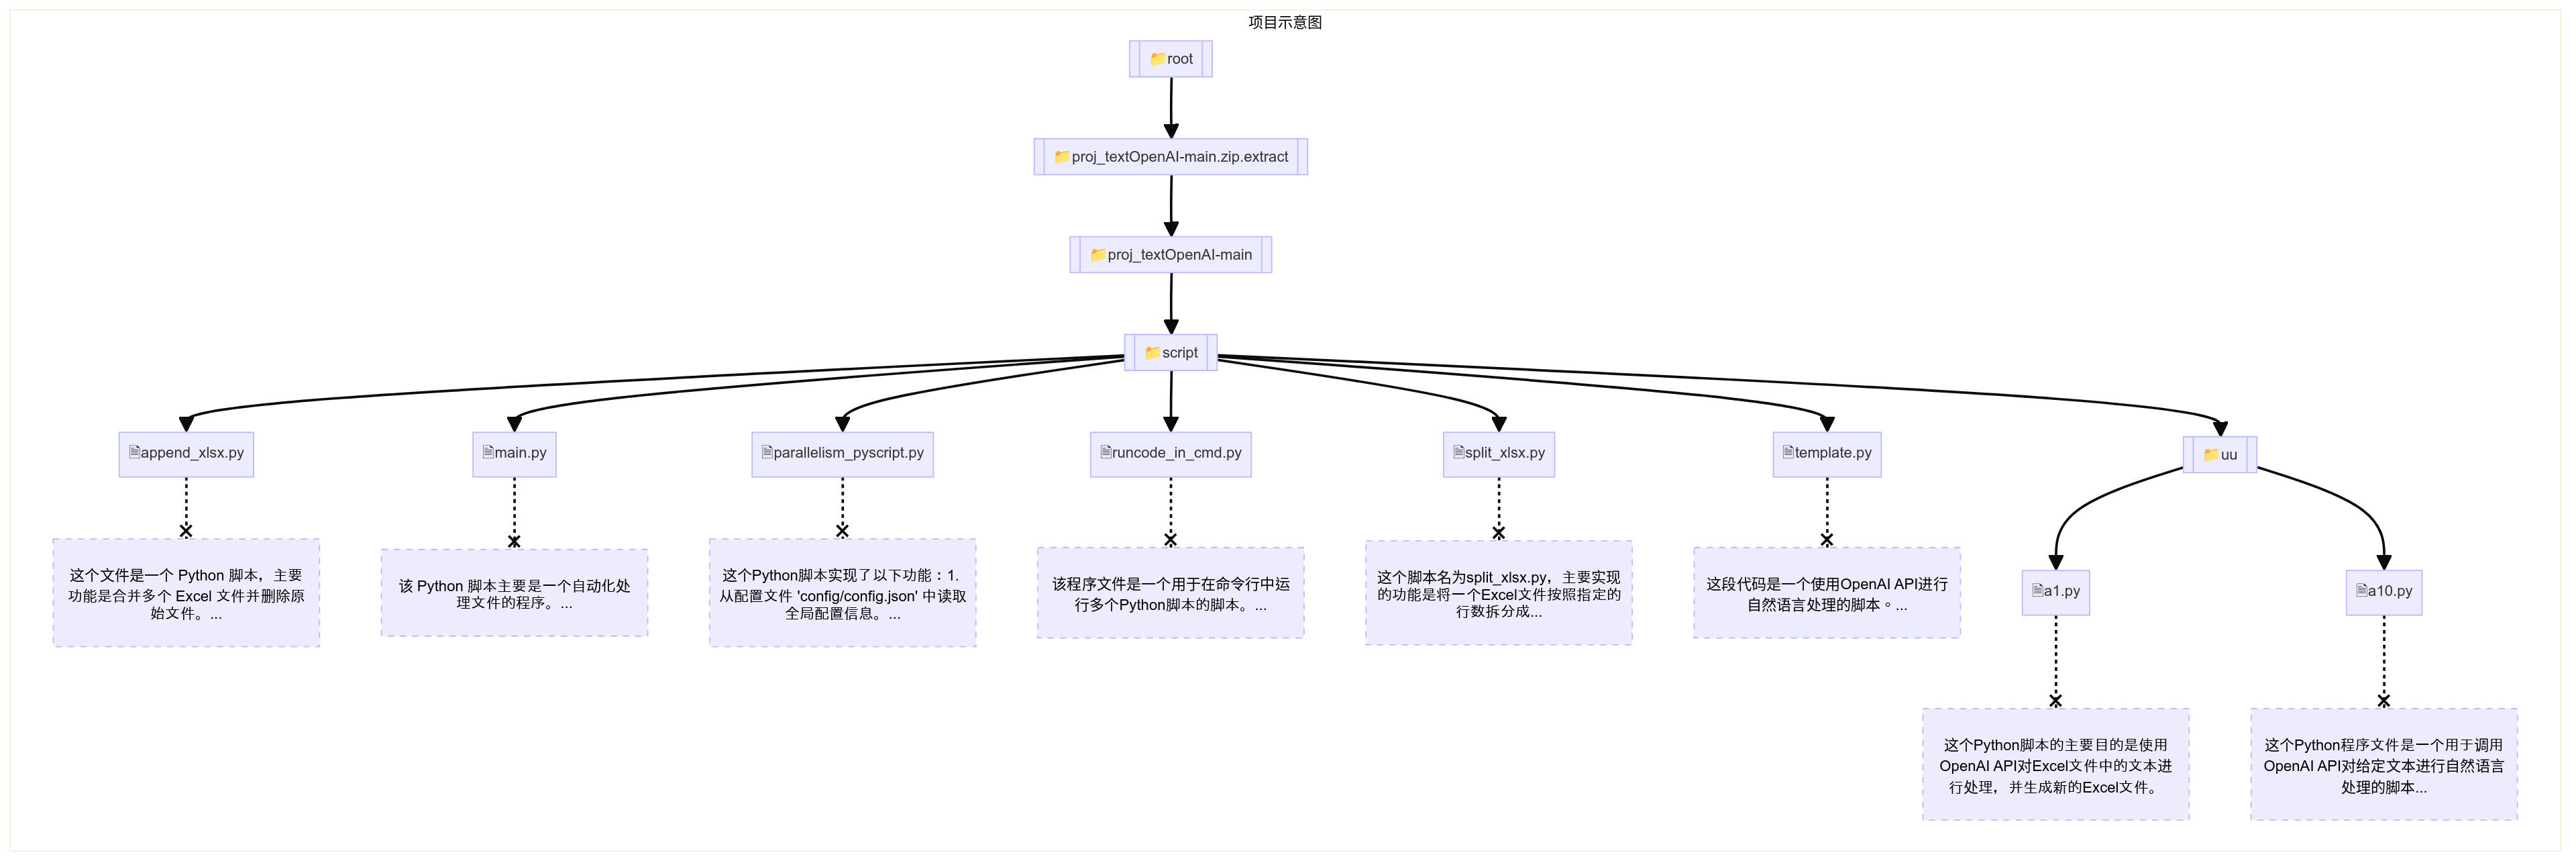 项目示意图
📁root
📁proj_textOpenAI-main.zip.extract
📁proj_textOpenAI-main
📁script
🗎append_xlsx.py
🗎main.py
🗎parallelism_pyscript.py
🗎runcode_in_cmd.py
🗎split_xlsx.py
🗎template.py
📁uu
这个文件是一个 Python 脚本，主要
功能是合并多个 Excel 文件并删除原
始文件。...
该 Python 脚本主要是一个自动化处
理文件的程序。...
这个Python脚本实现了以下功能：1.
从配置文件 'config/config.json' 中读取
全局配置信息。...
该程序文件是一个用于在命令行中运
行多个Python脚本的脚本。...
这个脚本名为split_xlsx.py，主要实现
的功能是将一个Excel文件按照指定的
行数拆分成...
这段代码是一个使用OpenAI API进行
自然语言处理的脚本。...
🗎a1.py
🗎a10.py
这个Python脚本的主要目的是使用
OpenAI API对Excel文件中的文本进
行处理，并生成新的Excel文件。
这个Python程序文件是一个用于调用
OpenAI API对给定文本进行自然语言
处理的脚本...